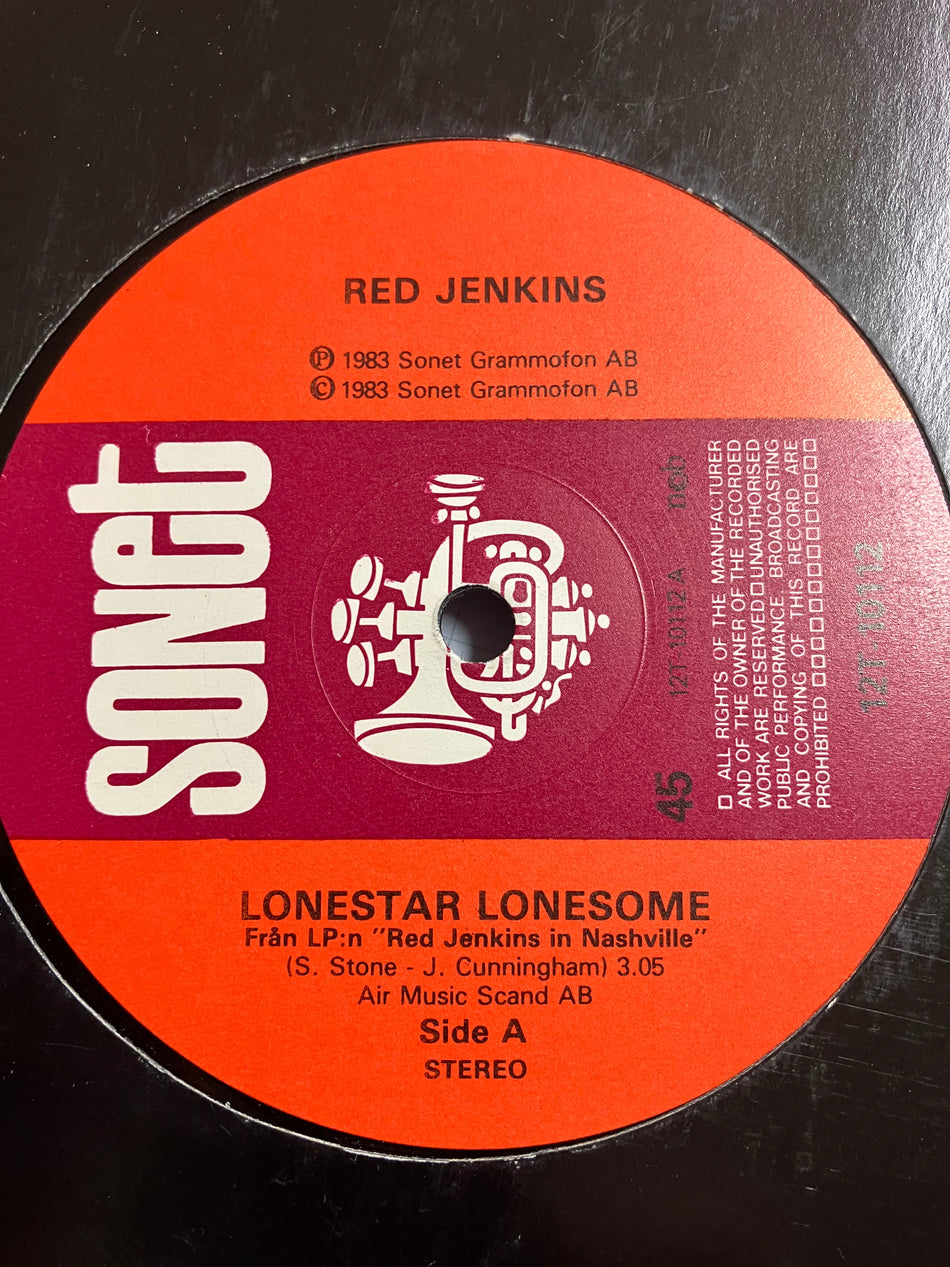 RED JENKINS
℗ 1983 Sonet Grammofon AB
© 1983 Sonet Grammofon AB
SONET
45
12T 10112 A
ncb
□ ALL RIGHTS OF THE MANUFACTURER
AND OF THE OWNER OF THE RECORDED
WORK ARE RESERVED □ UNAUTHORISED
PUBLIC PERFORMANCE, BROADCASTING
AND COPYING OF THIS RECORD ARE
PROHIBITED □□□□□□□□□□□□□
12T-10112
LONESTAR LONESOME
Från LP:n "Red Jenkins in Nashville"
(S. Stone - J. Cunningham) 3.05
Air Music Scand AB
Side A
STEREO